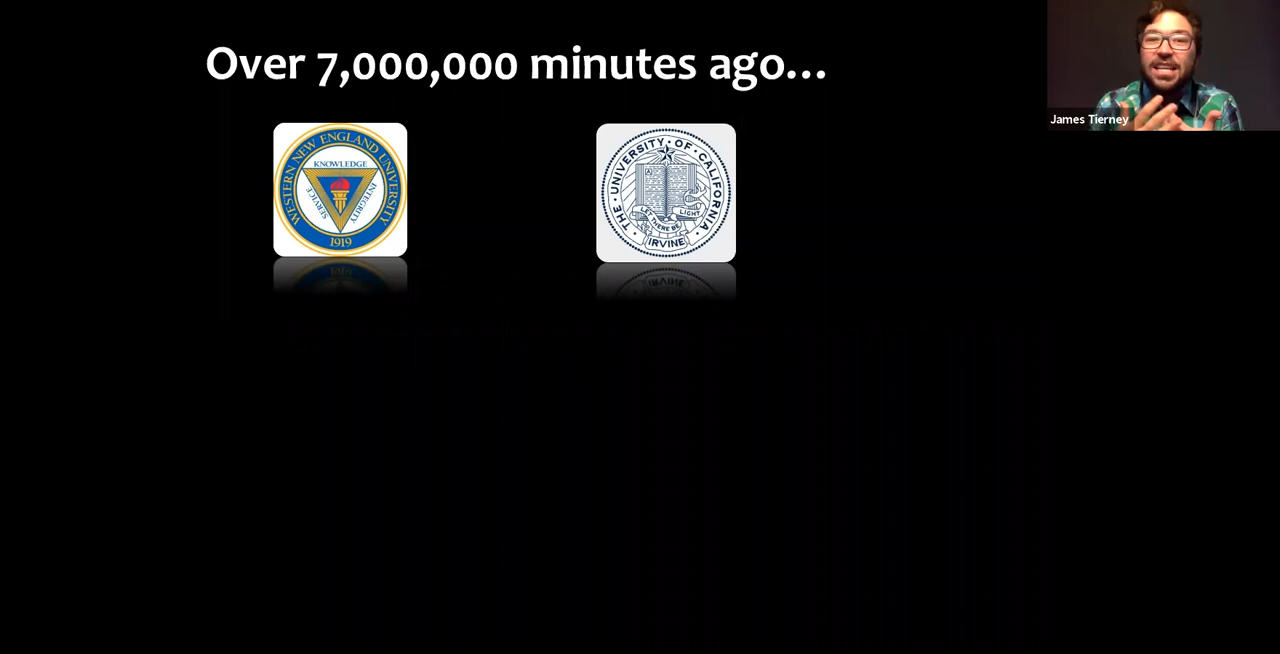 Over 7,000,000 minutes ago...
James Tierney
WESTERN NEW ENGLAND UNIVERSITY
KNOWLEDGE
SERVICE
INTEGRITY
1919
THE · UNIVERSITY · OF · CALIFORNIA
A
LET THERE BE
LIGHT
IRVINE